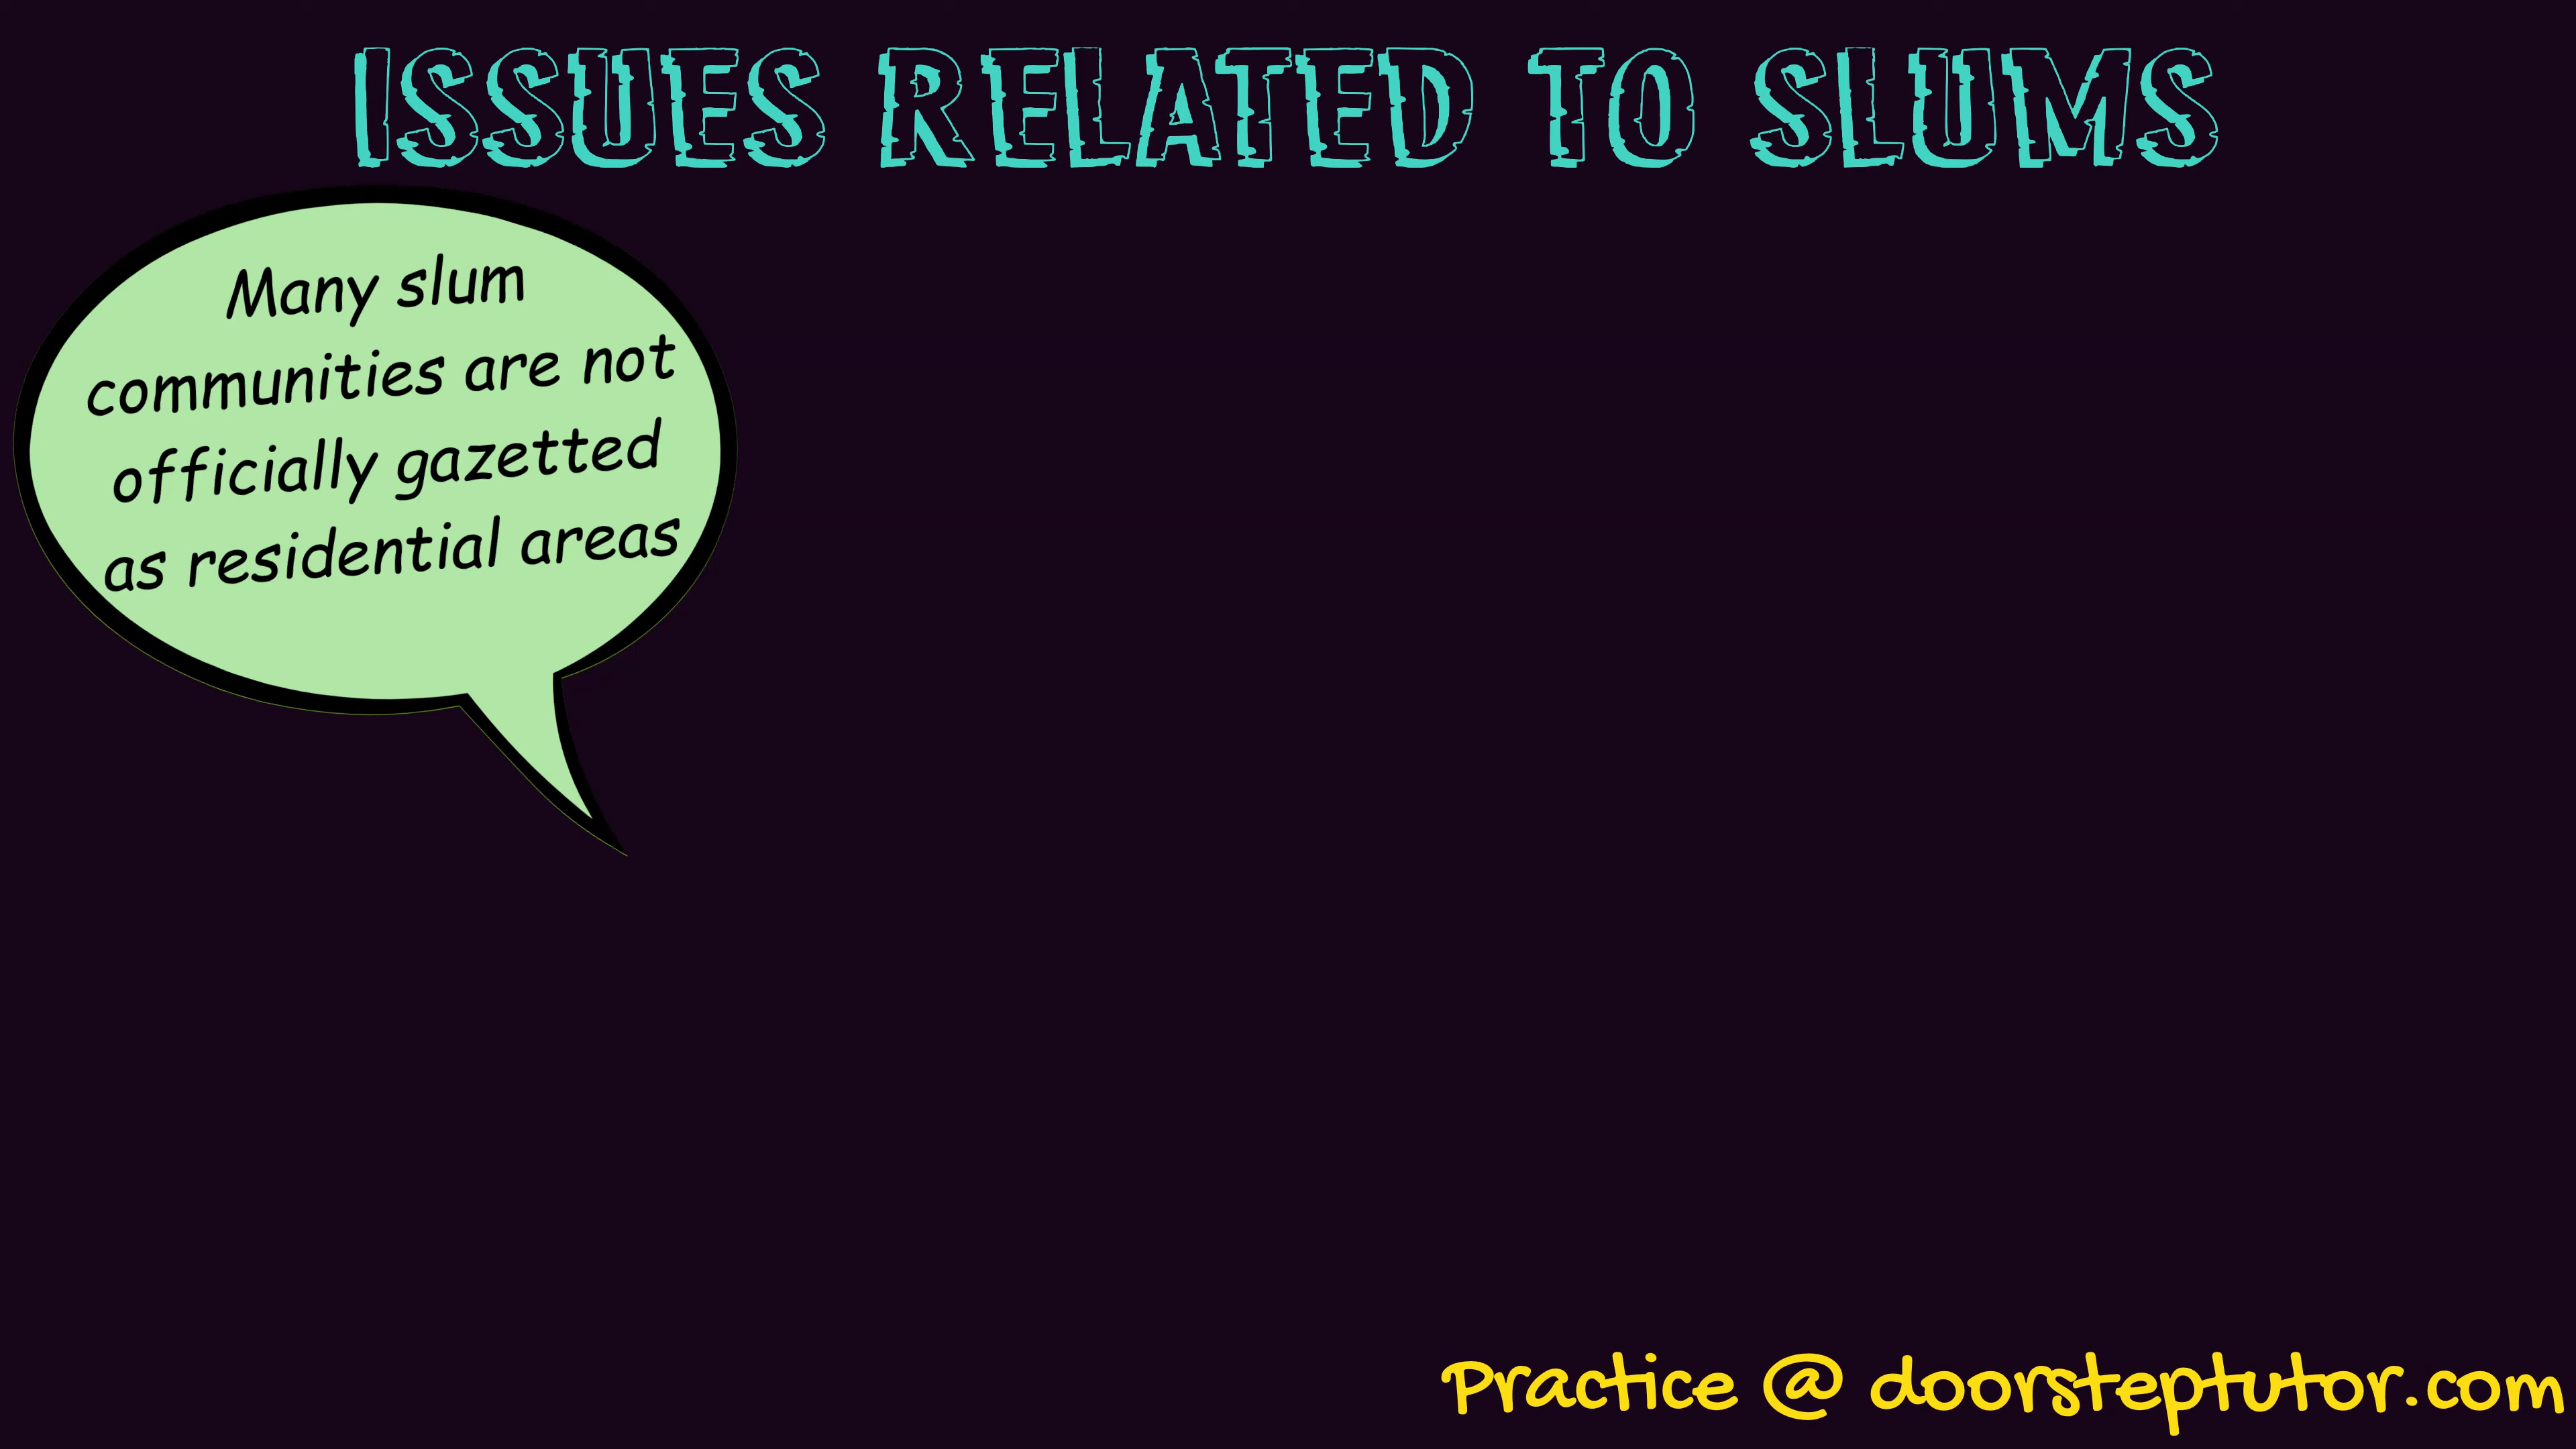 ISSUES RELATED TO SLUMS
Many slum
communities are not
officially gazetted
as residential areas
Practice @ doorsteptutor.com